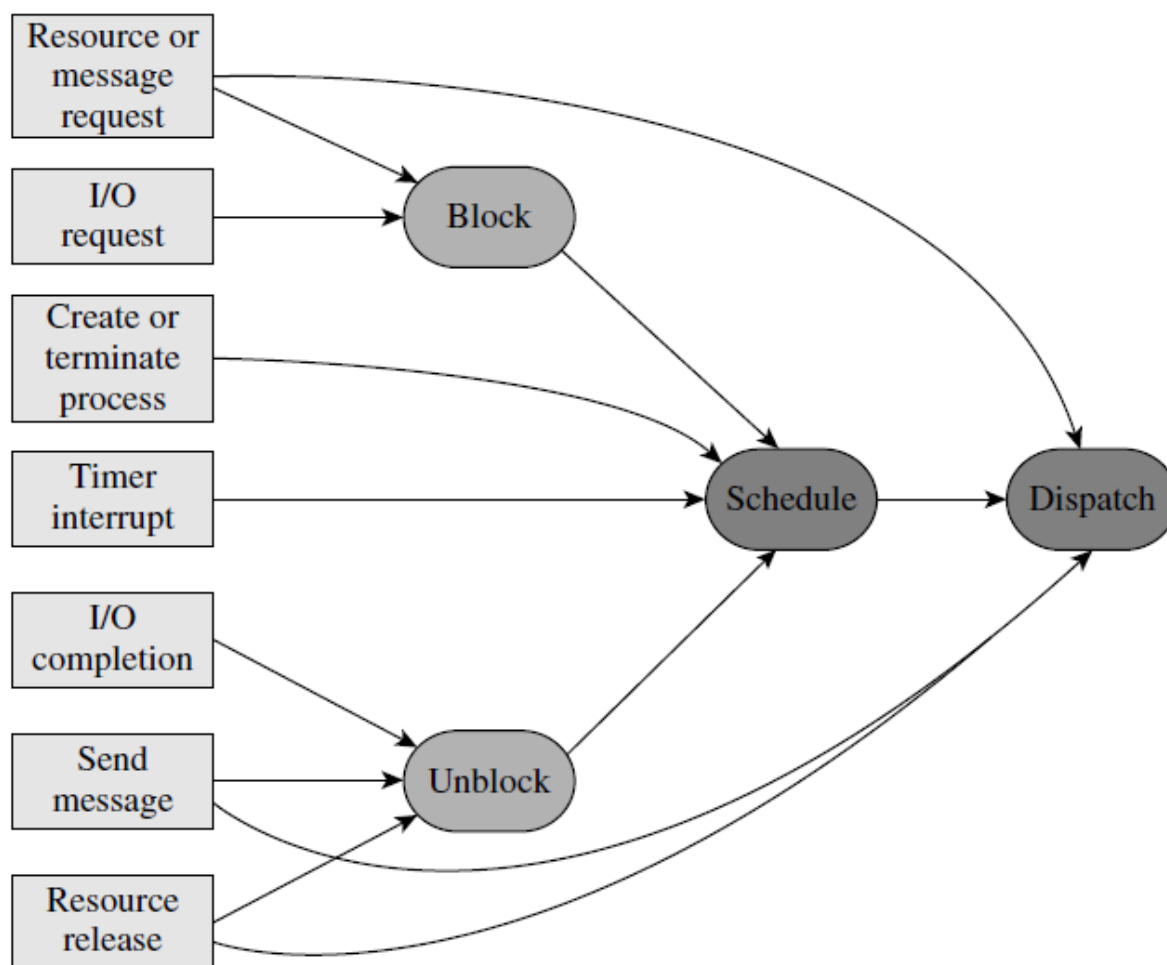 Resource or
message
request
I/O
request
Block
Create or
terminate
process
Timer
interrupt
Schedule
Dispatch
I/O
completion
Send
message
Unblock
Resource
release